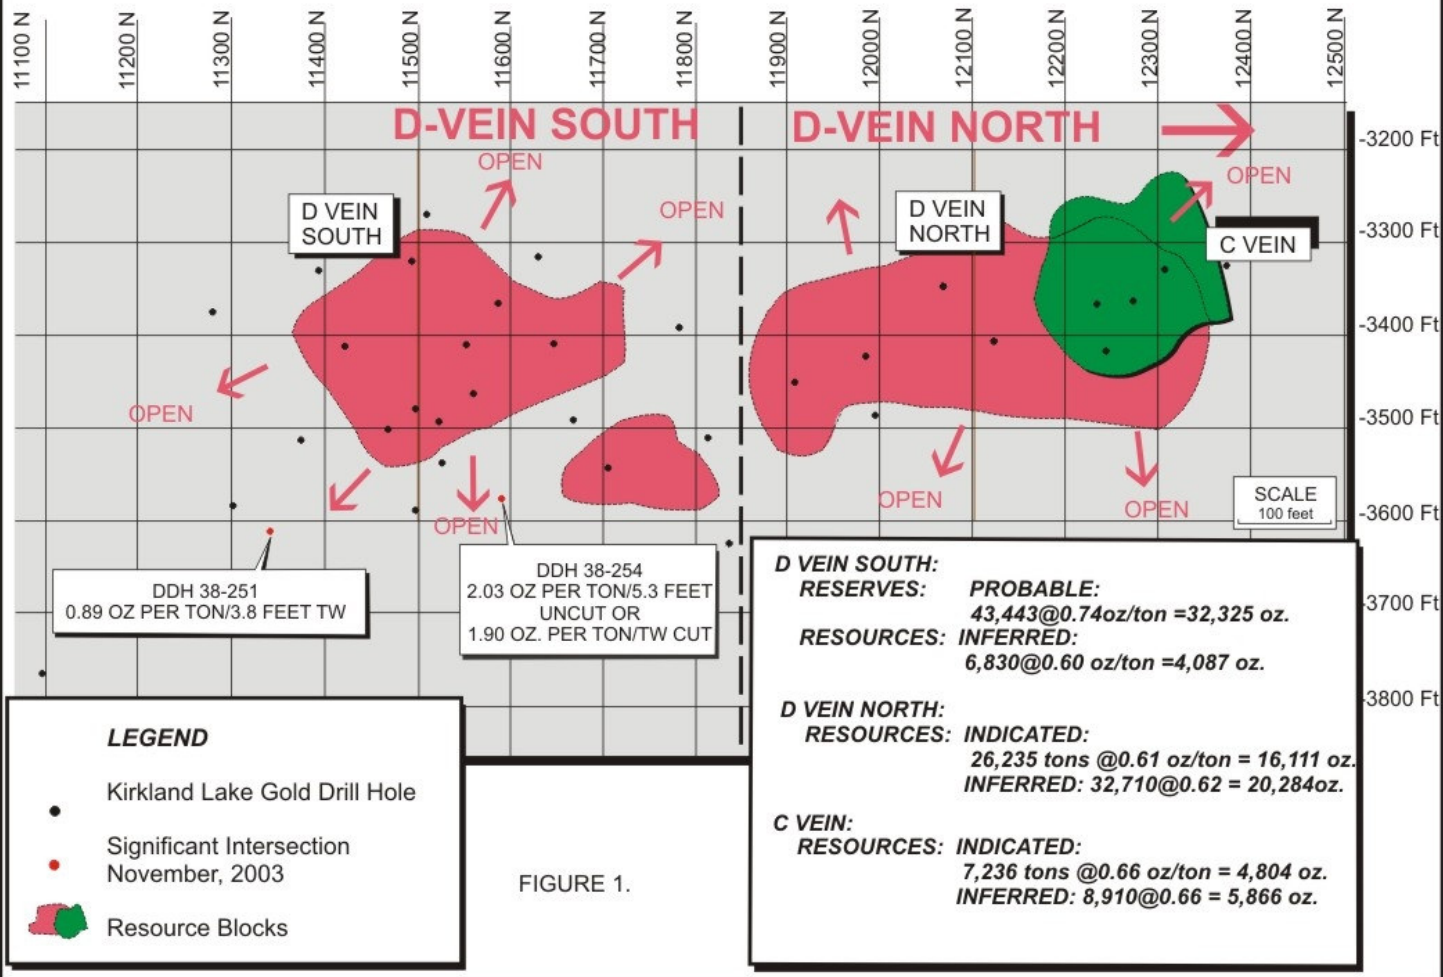 11100 N
11200 N
11300 N
11400 N
11500 N
11600 N
11700 N
11800 N
11900 N
12000 N
12100 N
12200 N
12300 N
12400 N
12500 N
D-VEIN SOUTH
D-VEIN NORTH
-3200 Ft
-3300 Ft
-3400 Ft
-3500 Ft
-3600 Ft
-3700 Ft
-3800 Ft
OPEN
OPEN
OPEN
D VEIN
SOUTH
D VEIN
NORTH
C VEIN
OPEN
OPEN
OPEN
OPEN
SCALE
100 feet
DDH 38-251
0.89 OZ PER TON/3.8 FEET TW
DDH 38-254
2.03 OZ PER TON/5.3 FEET
UNCUT OR
1.90 OZ. PER TON/TW CUT
D VEIN SOUTH:
RESERVES: PROBABLE:
43,443@0.74oz/ton =32,325 oz.
RESOURCES: INFERRED:
6,830@0.60 oz/ton =4,087 oz.
D VEIN NORTH:
RESOURCES: INDICATED:
26,235 tons @0.61 oz/ton = 16,111 oz.
INFERRED: 32,710@0.62 = 20,284oz.
C VEIN:
RESOURCES: INDICATED:
7,236 tons @0.66 oz/ton = 4,804 oz.
INFERRED: 8,910@0.66 = 5,866 oz.
LEGEND
Kirkland Lake Gold Drill Hole
Significant Intersection
November, 2003
Resource Blocks
FIGURE 1.